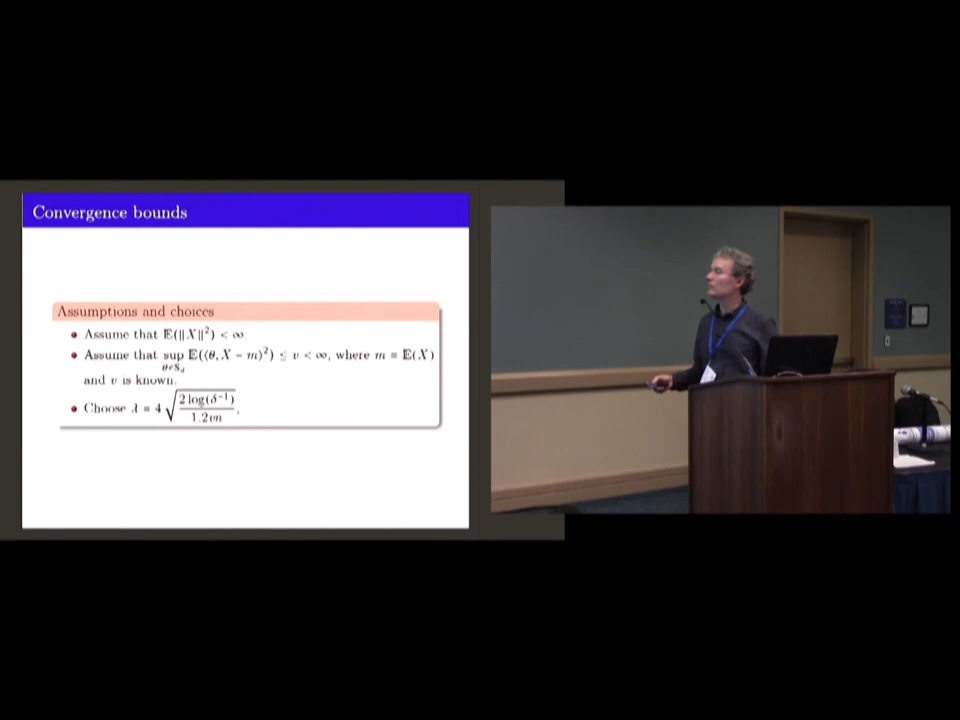 Convergence bounds
Assumptions and choices
Assume that 𝔼(‖X‖²) < ∞.
Assume that sup_{θ∈𝕊_d} 𝔼(⟨θ, X − m⟩²) ≤ v < ∞, where m = 𝔼(X)
and v is known.
Choose λ = 4 √(2 log(δ⁻¹) / 1.2vn),